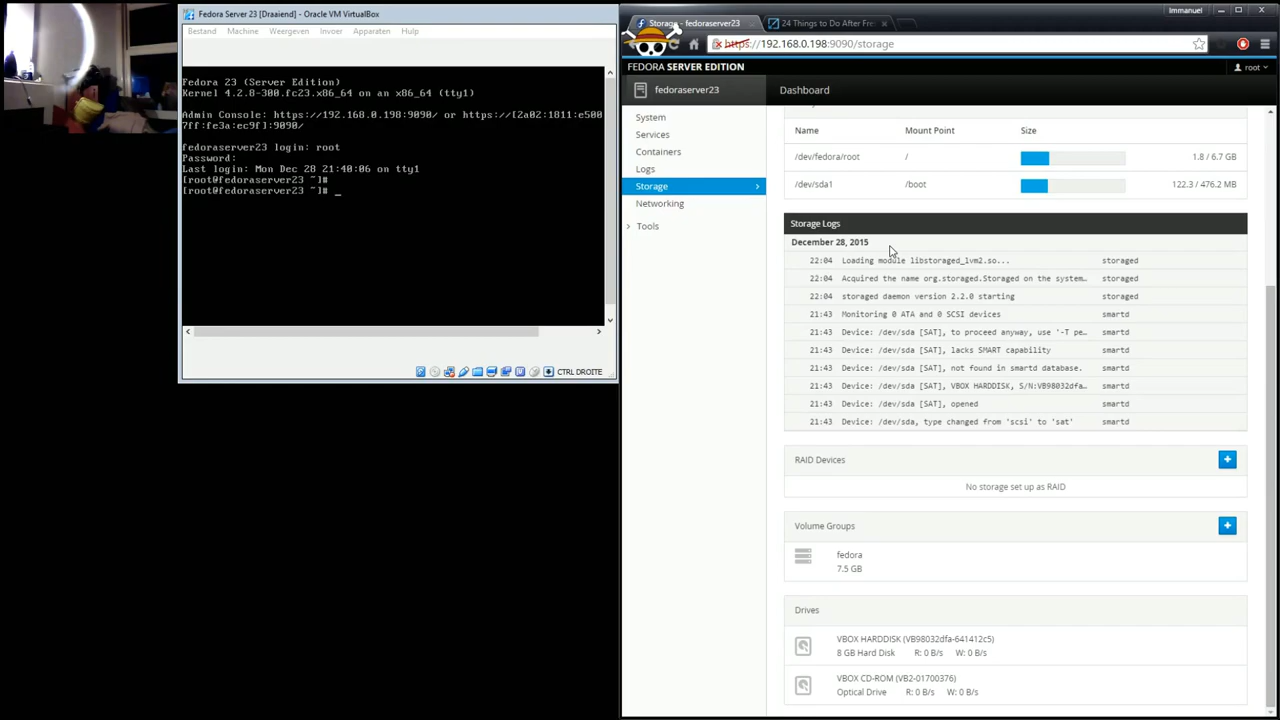 Fedora Server 23 [Draaiend] - Oracle VM VirtualBox
Bestand Machine Weergeven Invoer Apparaten Hulp
Fedora 23 (Server Edition)
Kernel 4.2.8-300.fc23.x86_64 on an x86_64 (tty1)
Admin Console: https://192.168.0.198:9090/ or https://[2a02:1811:e500
7ff:fe3a:ec9f]:9090/
fedoraserver23 login: root
Password:
Last login: Mon Dec 28 21:40:06 on tty1
[root@fedoraserver23 ~]#
[root@fedoraserver23 ~]# _
CTRL DROITE
Immanuel
Storage - fedoraserver23
24 Things to Do After Fre
https://192.168.0.198:9090/storage
FEDORA SERVER EDITION
root
fedoraserver23
Dashboard
System
Services
Containers
Logs
Storage
Networking
Tools
Name Mount Point Size
/dev/fedora/root / 1.8 / 6.7 GB
/dev/sda1 /boot 122.3 / 476.2 MB
Storage Logs
December 28, 2015
22:04 Loading module libstoraged_lvm2.so... storaged
22:04 Acquired the name org.storaged.Storaged on the system… storaged
22:04 storaged daemon version 2.2.0 starting storaged
21:43 Monitoring 0 ATA and 0 SCSI devices smartd
21:43 Device: /dev/sda [SAT], to proceed anyway, use '-T pe… smartd
21:43 Device: /dev/sda [SAT], lacks SMART capability smartd
21:43 Device: /dev/sda [SAT], not found in smartd database. smartd
21:43 Device: /dev/sda [SAT], VBOX HARDDISK, S/N:VB98032dfa… smartd
21:43 Device: /dev/sda [SAT], opened smartd
21:43 Device: /dev/sda, type changed from 'scsi' to 'sat' smartd
RAID Devices
No storage set up as RAID
Volume Groups
fedora
7.5 GB
Drives
VBOX HARDDISK (VB98032dfa-641412c5)
8 GB Hard Disk R: 0 B/s W: 0 B/s
VBOX CD-ROM (VB2-01700376)
Optical Drive R: 0 B/s W: 0 B/s